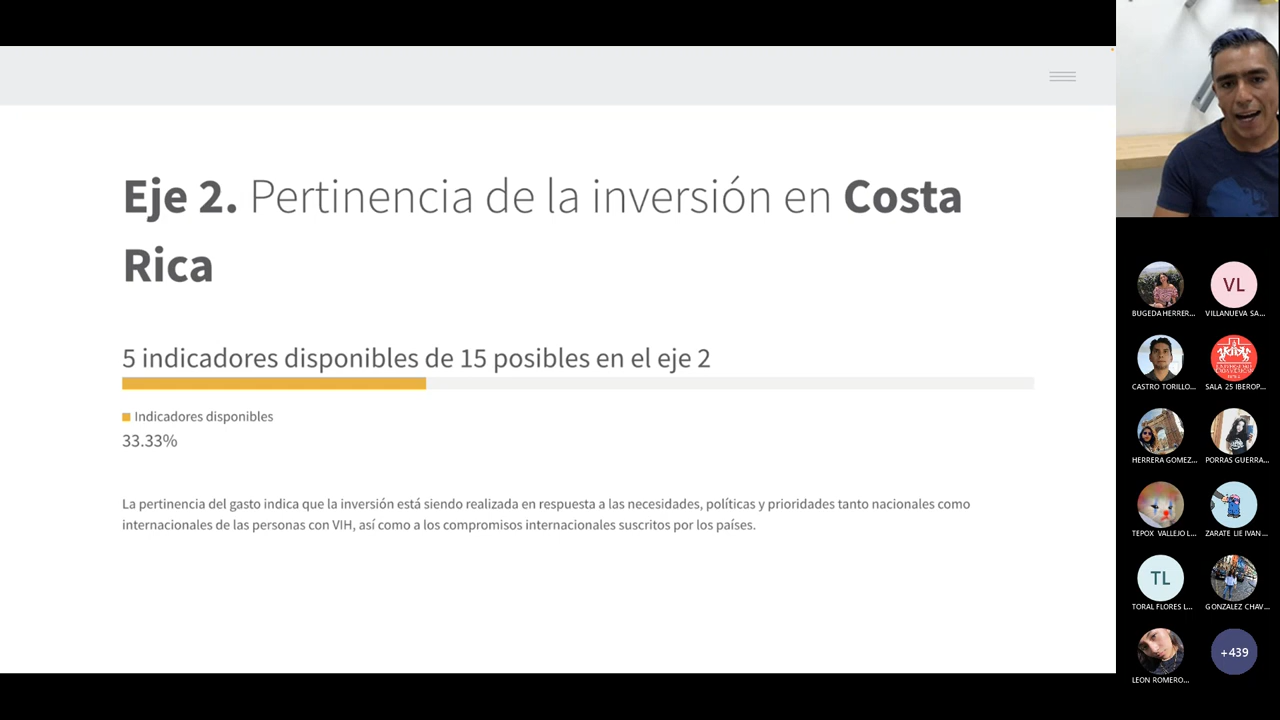 Eje 2. Pertinencia de la inversión en Costa
Rica
5 indicadores disponibles de 15 posibles en el eje 2
Indicadores disponibles
33.33%
La pertinencia del gasto indica que la inversión está siendo realizada en respuesta a las necesidades, políticas y prioridades tanto nacionales como
internacionales de las personas con VIH, así como a los compromisos internacionales suscritos por los países.
VL
BUGEDA HERRER... VILLANUEVA SA...
CASTRO TORILLO... SALA 25 IBEROP...
HERRERA GOMEZ... PORRAS GUERRA...
TEPOX VALLEJO L... ZARATE LIE IVAN ...
TL
TORAL FLORES L... GONZALEZ CHAV...
+439
LEON ROMERO...